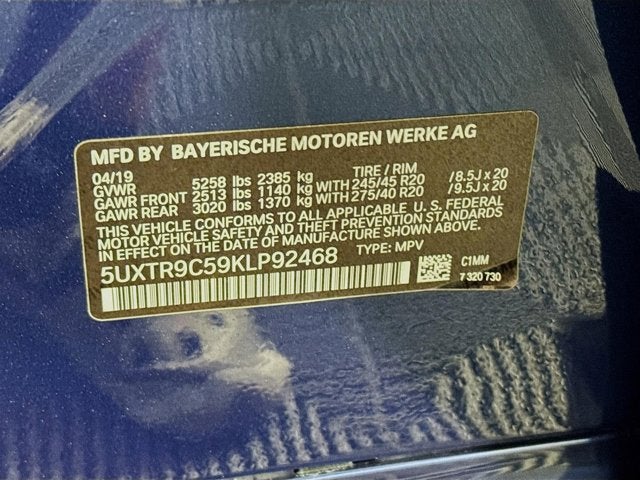 MFD BY BAYERISCHE MOTOREN WERKE AG
04/19 TIRE / RIM
GVWR 5258 lbs 2385 kg
GAWR FRONT 2513 lbs 1140 kg WITH 245/45 R20 /8.5J x 20
GAWR REAR 3020 lbs 1370 kg WITH 275/40 R20 /9.5J x 20
THIS VEHICLE CONFORMS TO ALL APPLICABLE U. S. FEDERAL
MOTOR VEHICLE SAFETY AND THEFT PREVENTION STANDARDS
IN EFFECT ON THE DATE OF MANUFACTURE SHOWN ABOVE.
5UXTR9C59KLP92468 TYPE: MPV C1MM
7 320 730